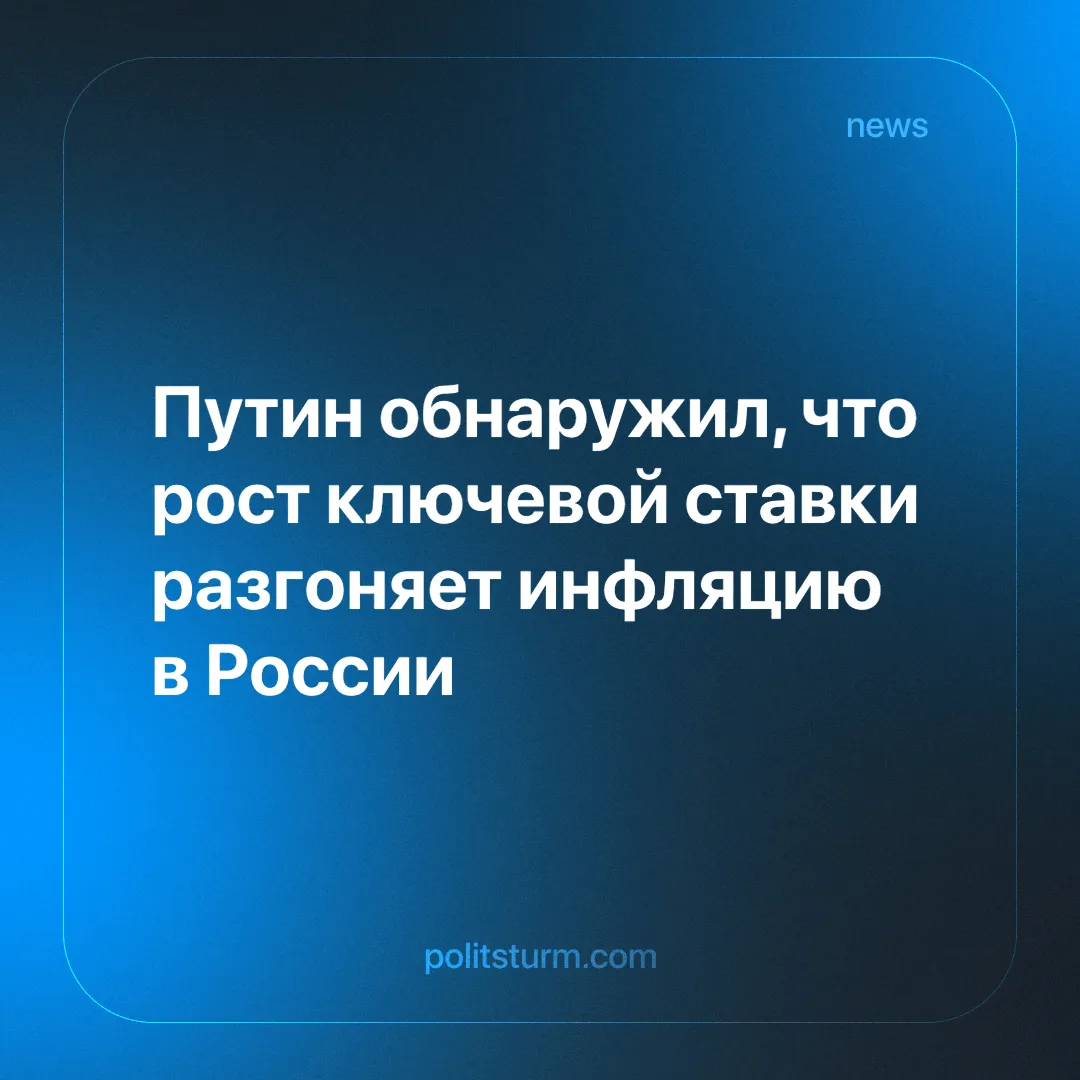 news
Путин обнаружил, что
рост ключевой ставки
разгоняет инфляцию
в России
politsturm.com